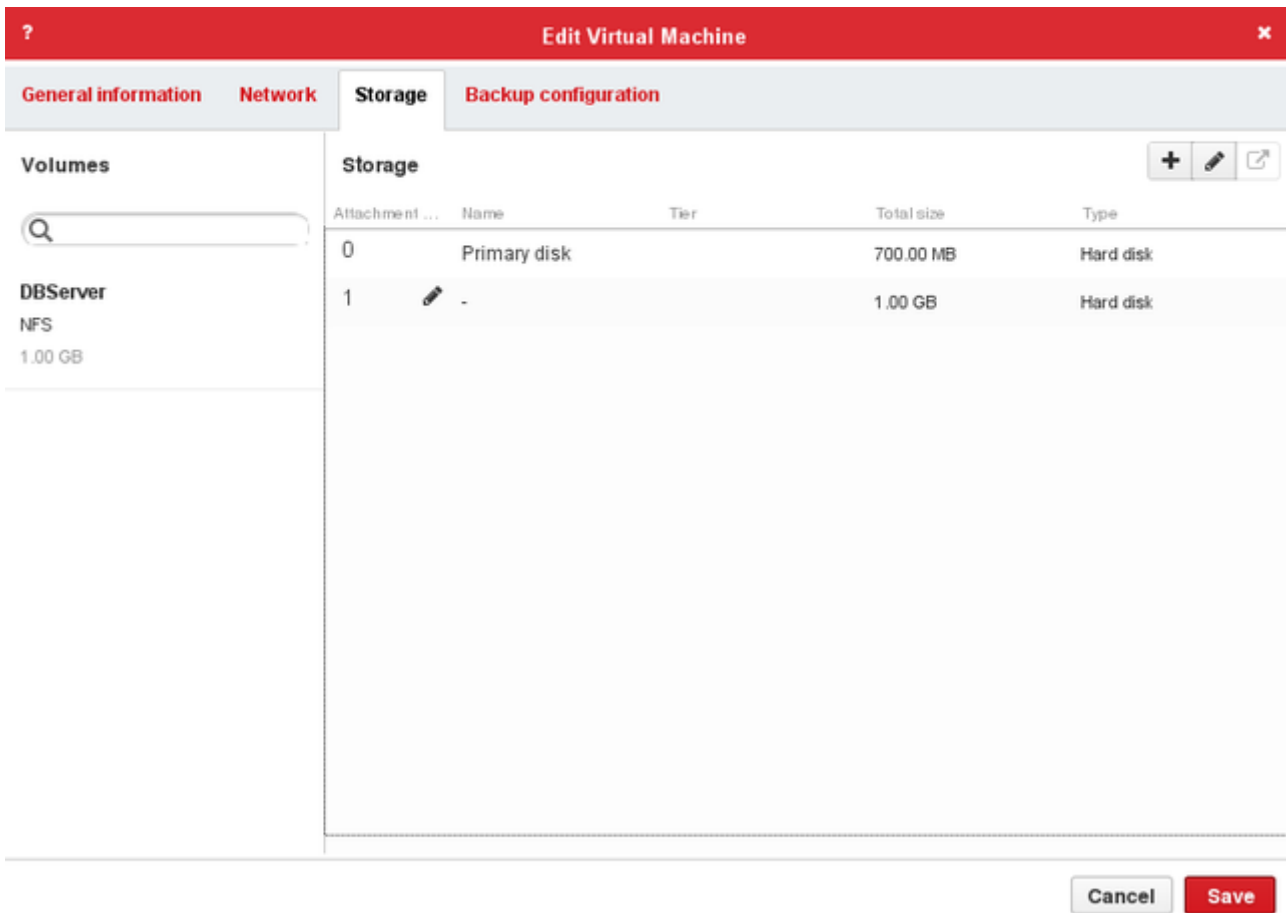 ? Edit Virtual Machine ×
General information Network Storage Backup configuration
Volumes
Storage
Attachment ... Name Tier Total size Type
0 Primary disk 700.00 MB Hard disk
DBServer
1 - 1.00 GB Hard disk
NFS
1.00 GB
Cancel Save